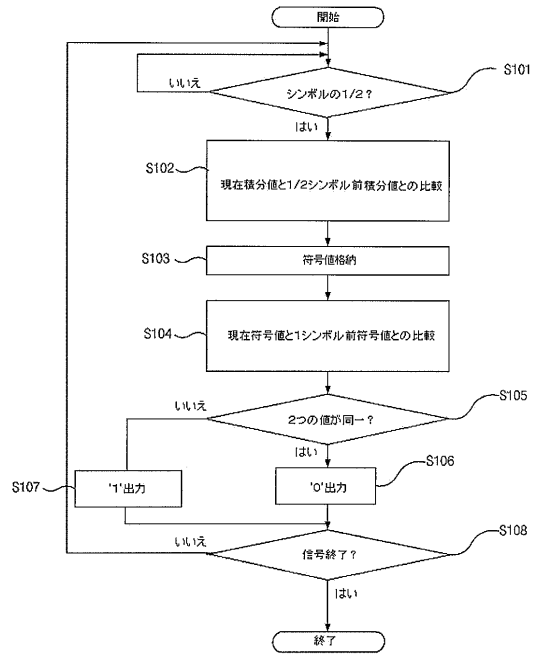 開始
シンボルの1/2？
S101
いいえ
はい
S102
現在積分値と1/2シンボル前積分値との比較
S103
符号値格納
S104
現在符号値と1シンボル前符号値との比較
いいえ
2つの値が同一？
S105
はい
S107
'1'出力
'0'出力
S106
いいえ
信号終了？
S108
はい
終了